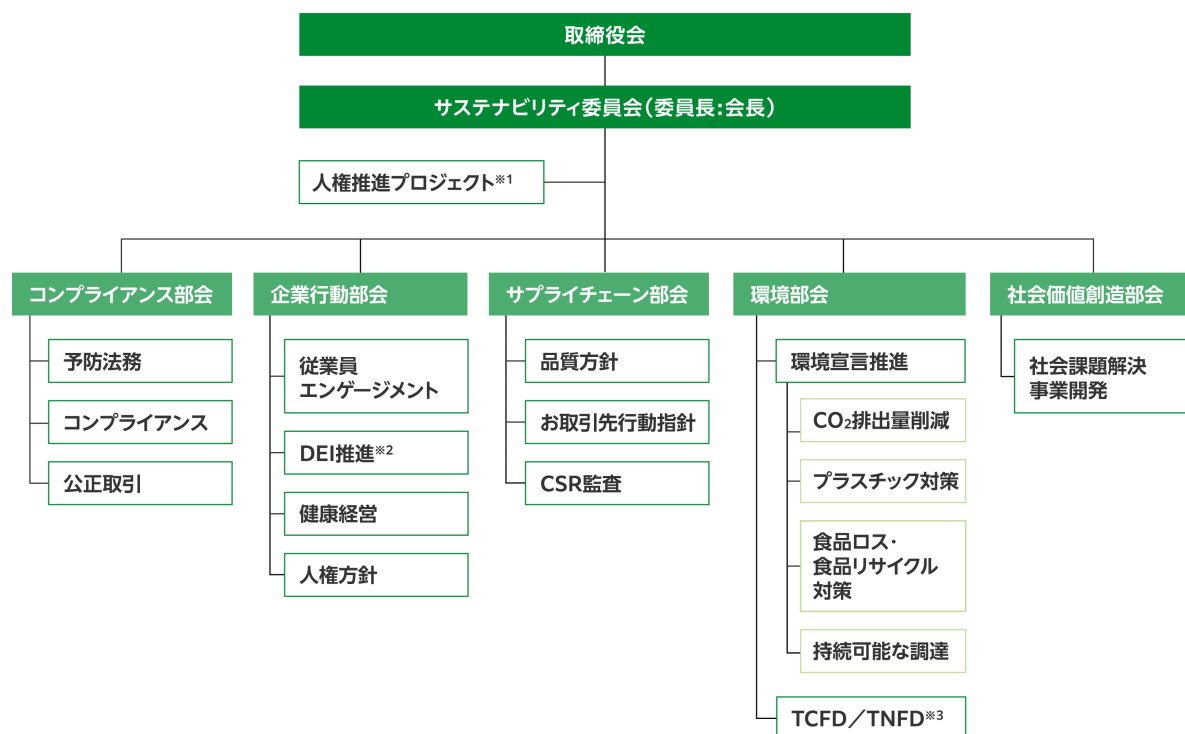 取締役会
サステナビリティ委員会（委員長：会長）
人権推進プロジェクト※1
コンプライアンス部会
予防法務
コンプライアンス
公正取引
企業行動部会
従業員
エンゲージメント
DEI推進※2
健康経営
人権方針
サプライチェーン部会
品質方針
お取引先行動指針
CSR監査
環境部会
環境宣言推進
CO₂排出量削減
プラスチック対策
食品ロス・
食品リサイクル
対策
持続可能な調達
TCFD／TNFD※3
社会価値創造部会
社会課題解決
事業開発